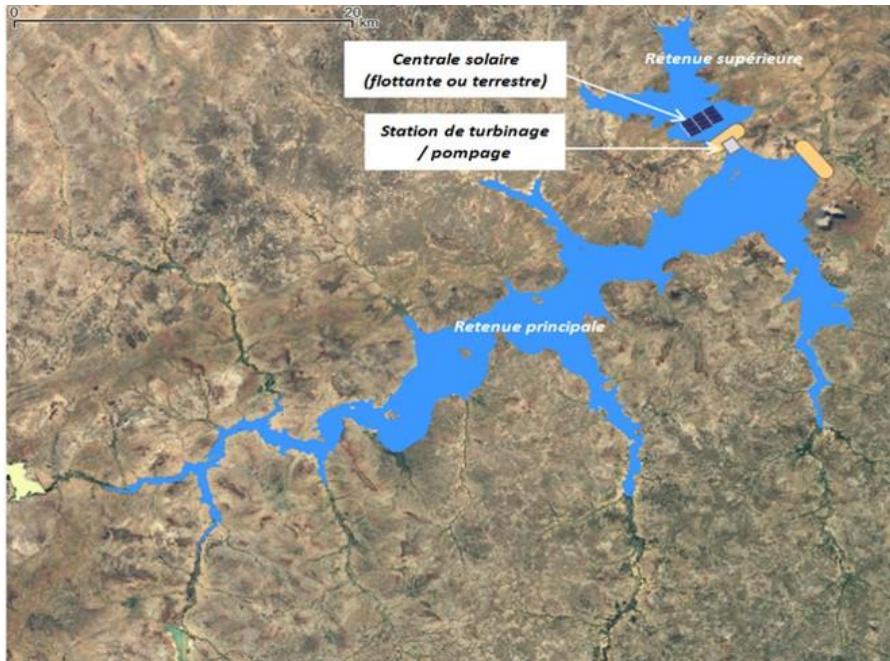 0
20
km
Retenue supérieure
Centrale solaire
(flottante ou terrestre)
Station de turbinage
/ pompage
Retenue principale